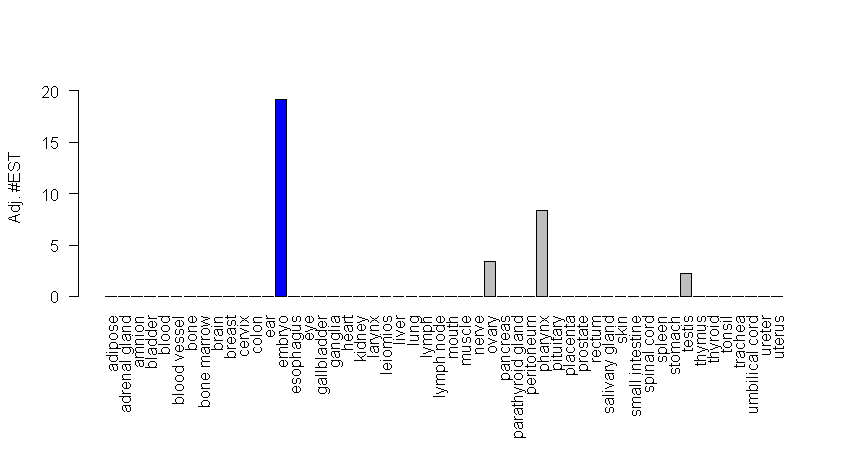 Adj. #EST
20
15
10
5
0
adipose
adrenal gland
amnion
bladder
blood
blood vessel
bone
bone marrow
brain
breast
cervix
colon
ear
embryo
esophagus
eye
gallbladder
ganglia
heart
kidney
larynx
leiomios
liver
lung
lymph
lymph node
mouth
muscle
nerve
ovary
pancreas
parathyroid gland
peritoneum
pharynx
pituitary
placenta
prostate
rectum
salivary gland
skin
small intestine
spinal cord
spleen
stomach
testis
thymus
thyroid
tonsil
trachea
umbilical cord
ureter
uterus